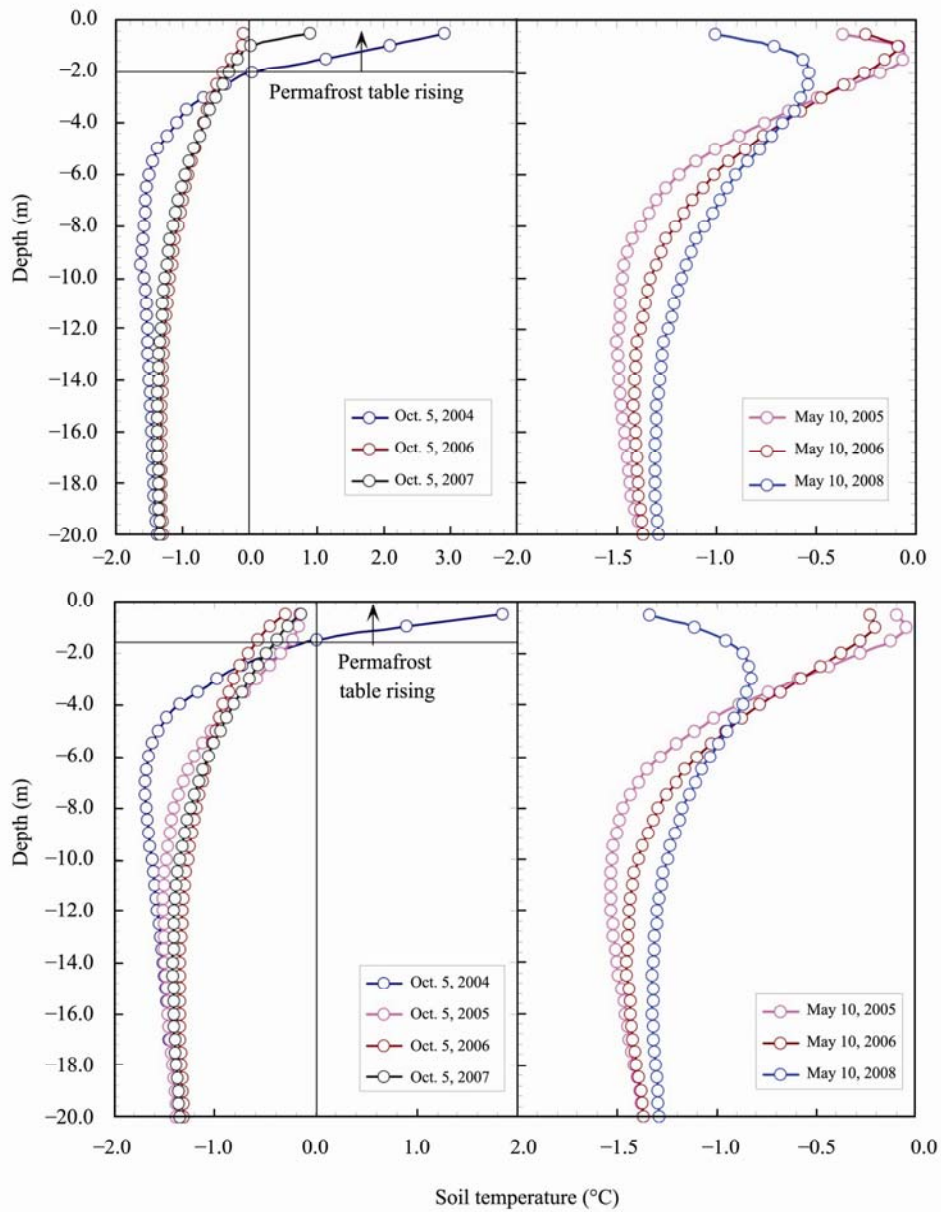 0.0
−2.0
−4.0
−6.0
−8.0
−10.0
−12.0
−14.0
−16.0
−18.0
−20.0
Depth (m)
Permafrost table rising
Oct. 5, 2004
Oct. 5, 2006
Oct. 5, 2007
May 10, 2005
May 10, 2006
May 10, 2008
−2.0 −1.0 0.0 1.0 2.0 3.0 −2.0 −1.5 −1.0 −0.5 0.0
0.0
−2.0
−4.0
−6.0
−8.0
−10.0
−12.0
−14.0
−16.0
−18.0
−20.0
Depth (m)
Permafrost
table rising
Oct. 5, 2004
Oct. 5, 2005
Oct. 5, 2006
Oct. 5, 2007
May 10, 2005
May 10, 2006
May 10, 2008
−2.0 −1.0 0.0 1.0 2.0 −1.5 −1.0 −0.5 0.0
Soil temperature (°C)